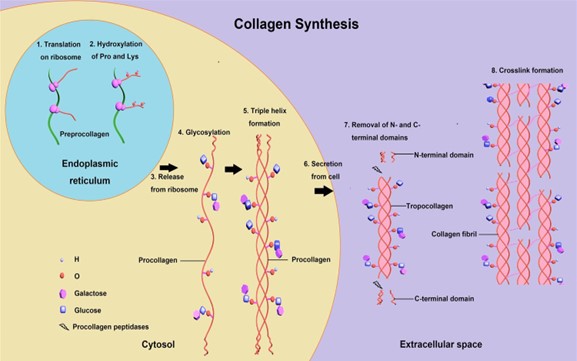 Collagen Synthesis
1. Translation
on ribosome
2. Hydroxylation
of Pro and Lys
Preprocollagen
Endoplasmic
reticulum
3. Release
from ribosome
4. Glycosylation
5. Triple helix
formation
6. Secretion
from cell
7. Removal of N- and C-
terminal domains
8. Crosslink formation
N-terminal domain
Tropocollagen
Collagen fibril
C-terminal domain
Procollagen
Procollagen
H
O
Galactose
Glucose
Procollagen peptidases
Cytosol
Extracellular space